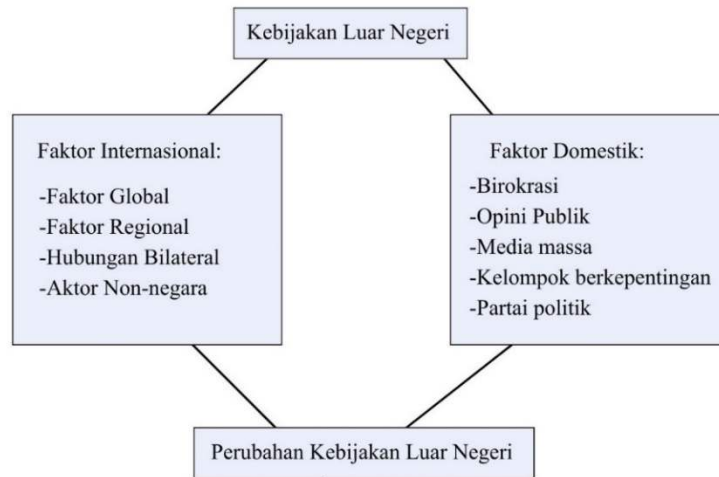 Kebijakan Luar Negeri
Faktor Internasional:
-Faktor Global
-Faktor Regional
-Hubungan Bilateral
-Aktor Non-negara
Faktor Domestik:
-Birokrasi
-Opini Publik
-Media massa
-Kelompok berkepentingan
-Partai politik
Perubahan Kebijakan Luar Negeri